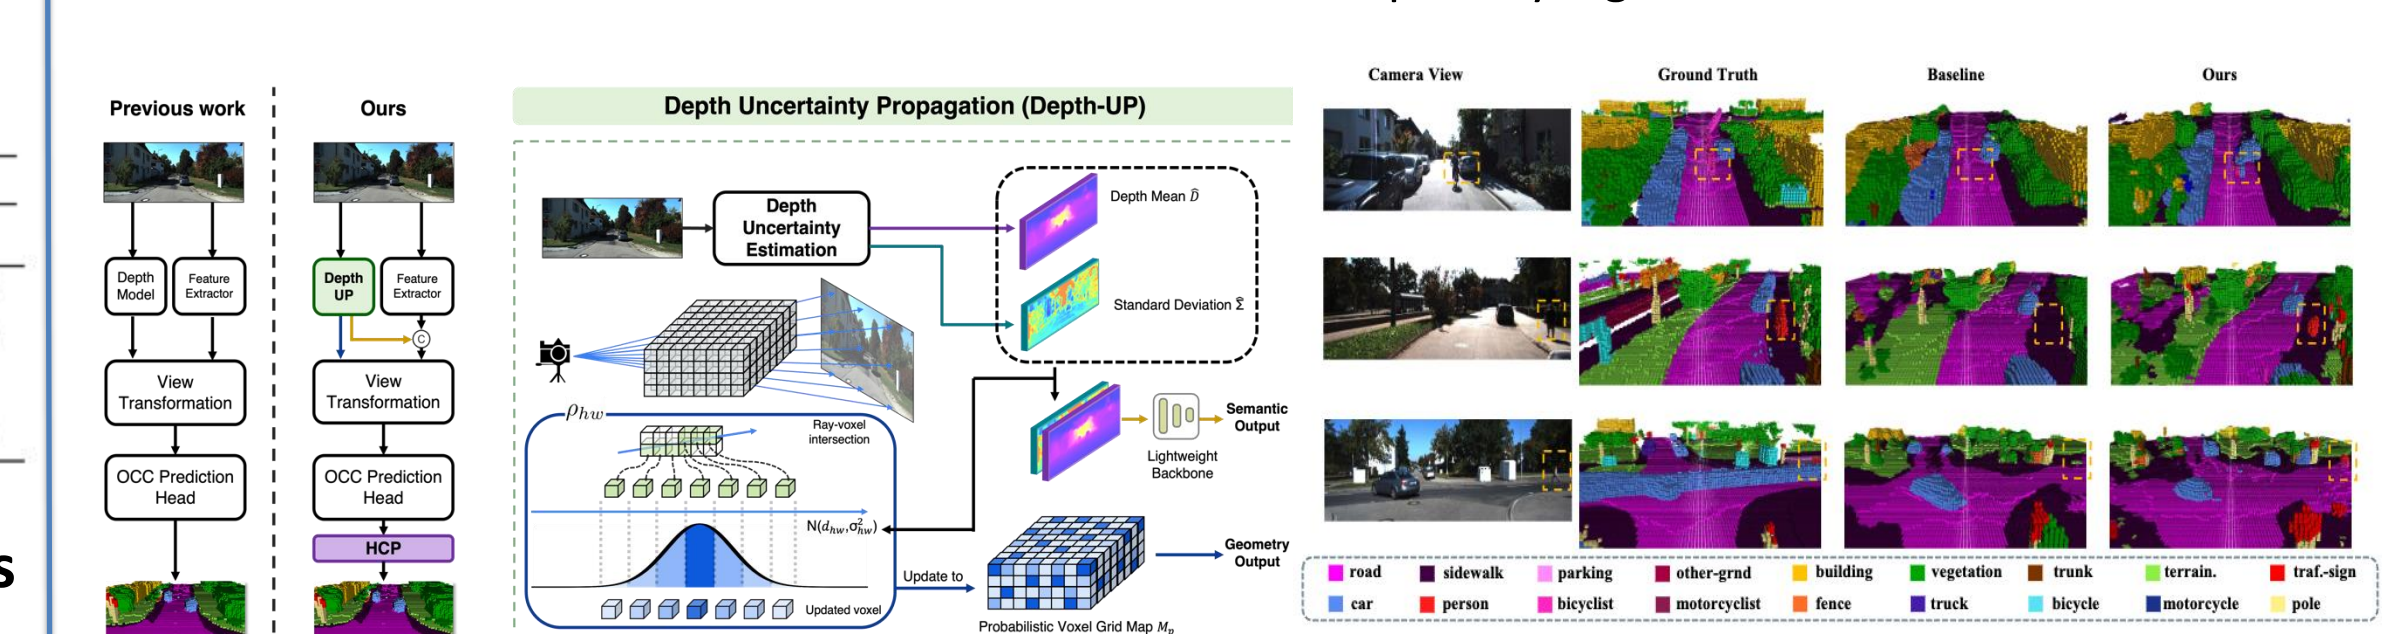 Previous work
Ours
Depth
Model
Feature
Extractor
Depth
UP
Feature
Extractor
C
View
Transformation
View
Transformation
OCC Prediction
Head
OCC Prediction
Head
HCP
Depth Uncertainty Propagation (Depth-UP)
Depth
Uncertainty
Estimation
Depth Mean D̂
Standard Deviation Σ̂
ρhw
Ray-voxel
intersection
N(dhw,σ²hw)
Updated voxel
Update to
Lightweight
Backbone
Semantic
Output
Geometry
Output
Probabilistic Voxel Grid Map Mp
Camera View
Ground Truth
Baseline
Ours
road sidewalk parking other-grnd building vegetation trunk terrain. traf.-sign
car person bicyclist motorcyclist fence truck bicycle motorcycle pole
s